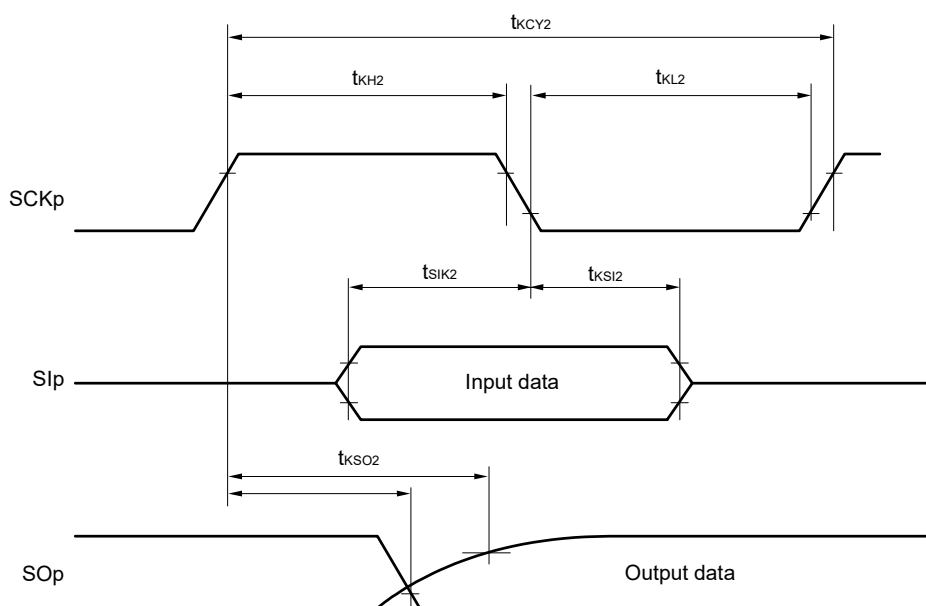 tKCY2
tKH2
tKL2
SCKp
tSIK2
tKSI2
SIp
Input data
tKSO2
SOp
Output data